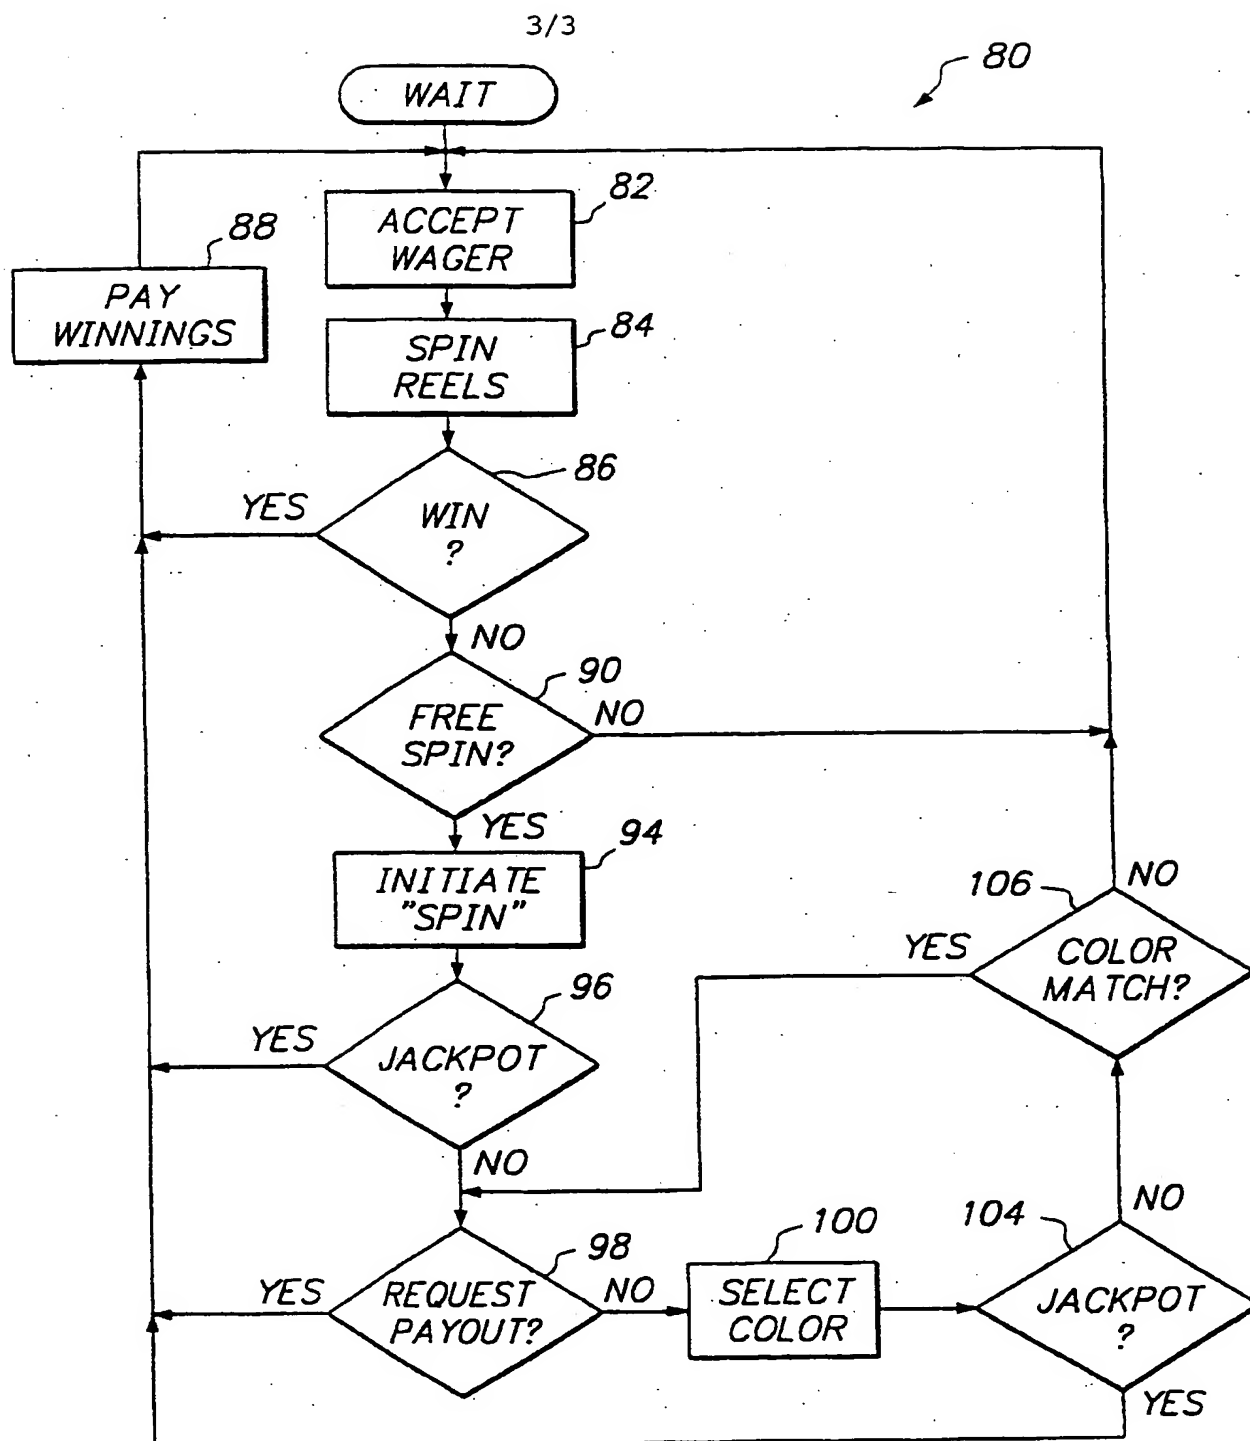 3/3
80
WAIT
82
ACCEPT
WAGER
88
PAY
WINNINGS
84
SPIN
REELS
86
YES
WIN
?
NO
90
FREE
SPIN?
NO
YES
94
INITIATE
"SPIN"
106
NO
YES
COLOR
MATCH?
96
YES
JACKPOT
?
NO
98
YES
REQUEST
PAYOUT?
NO
100
SELECT
COLOR
104
NO
JACKPOT
?
YES